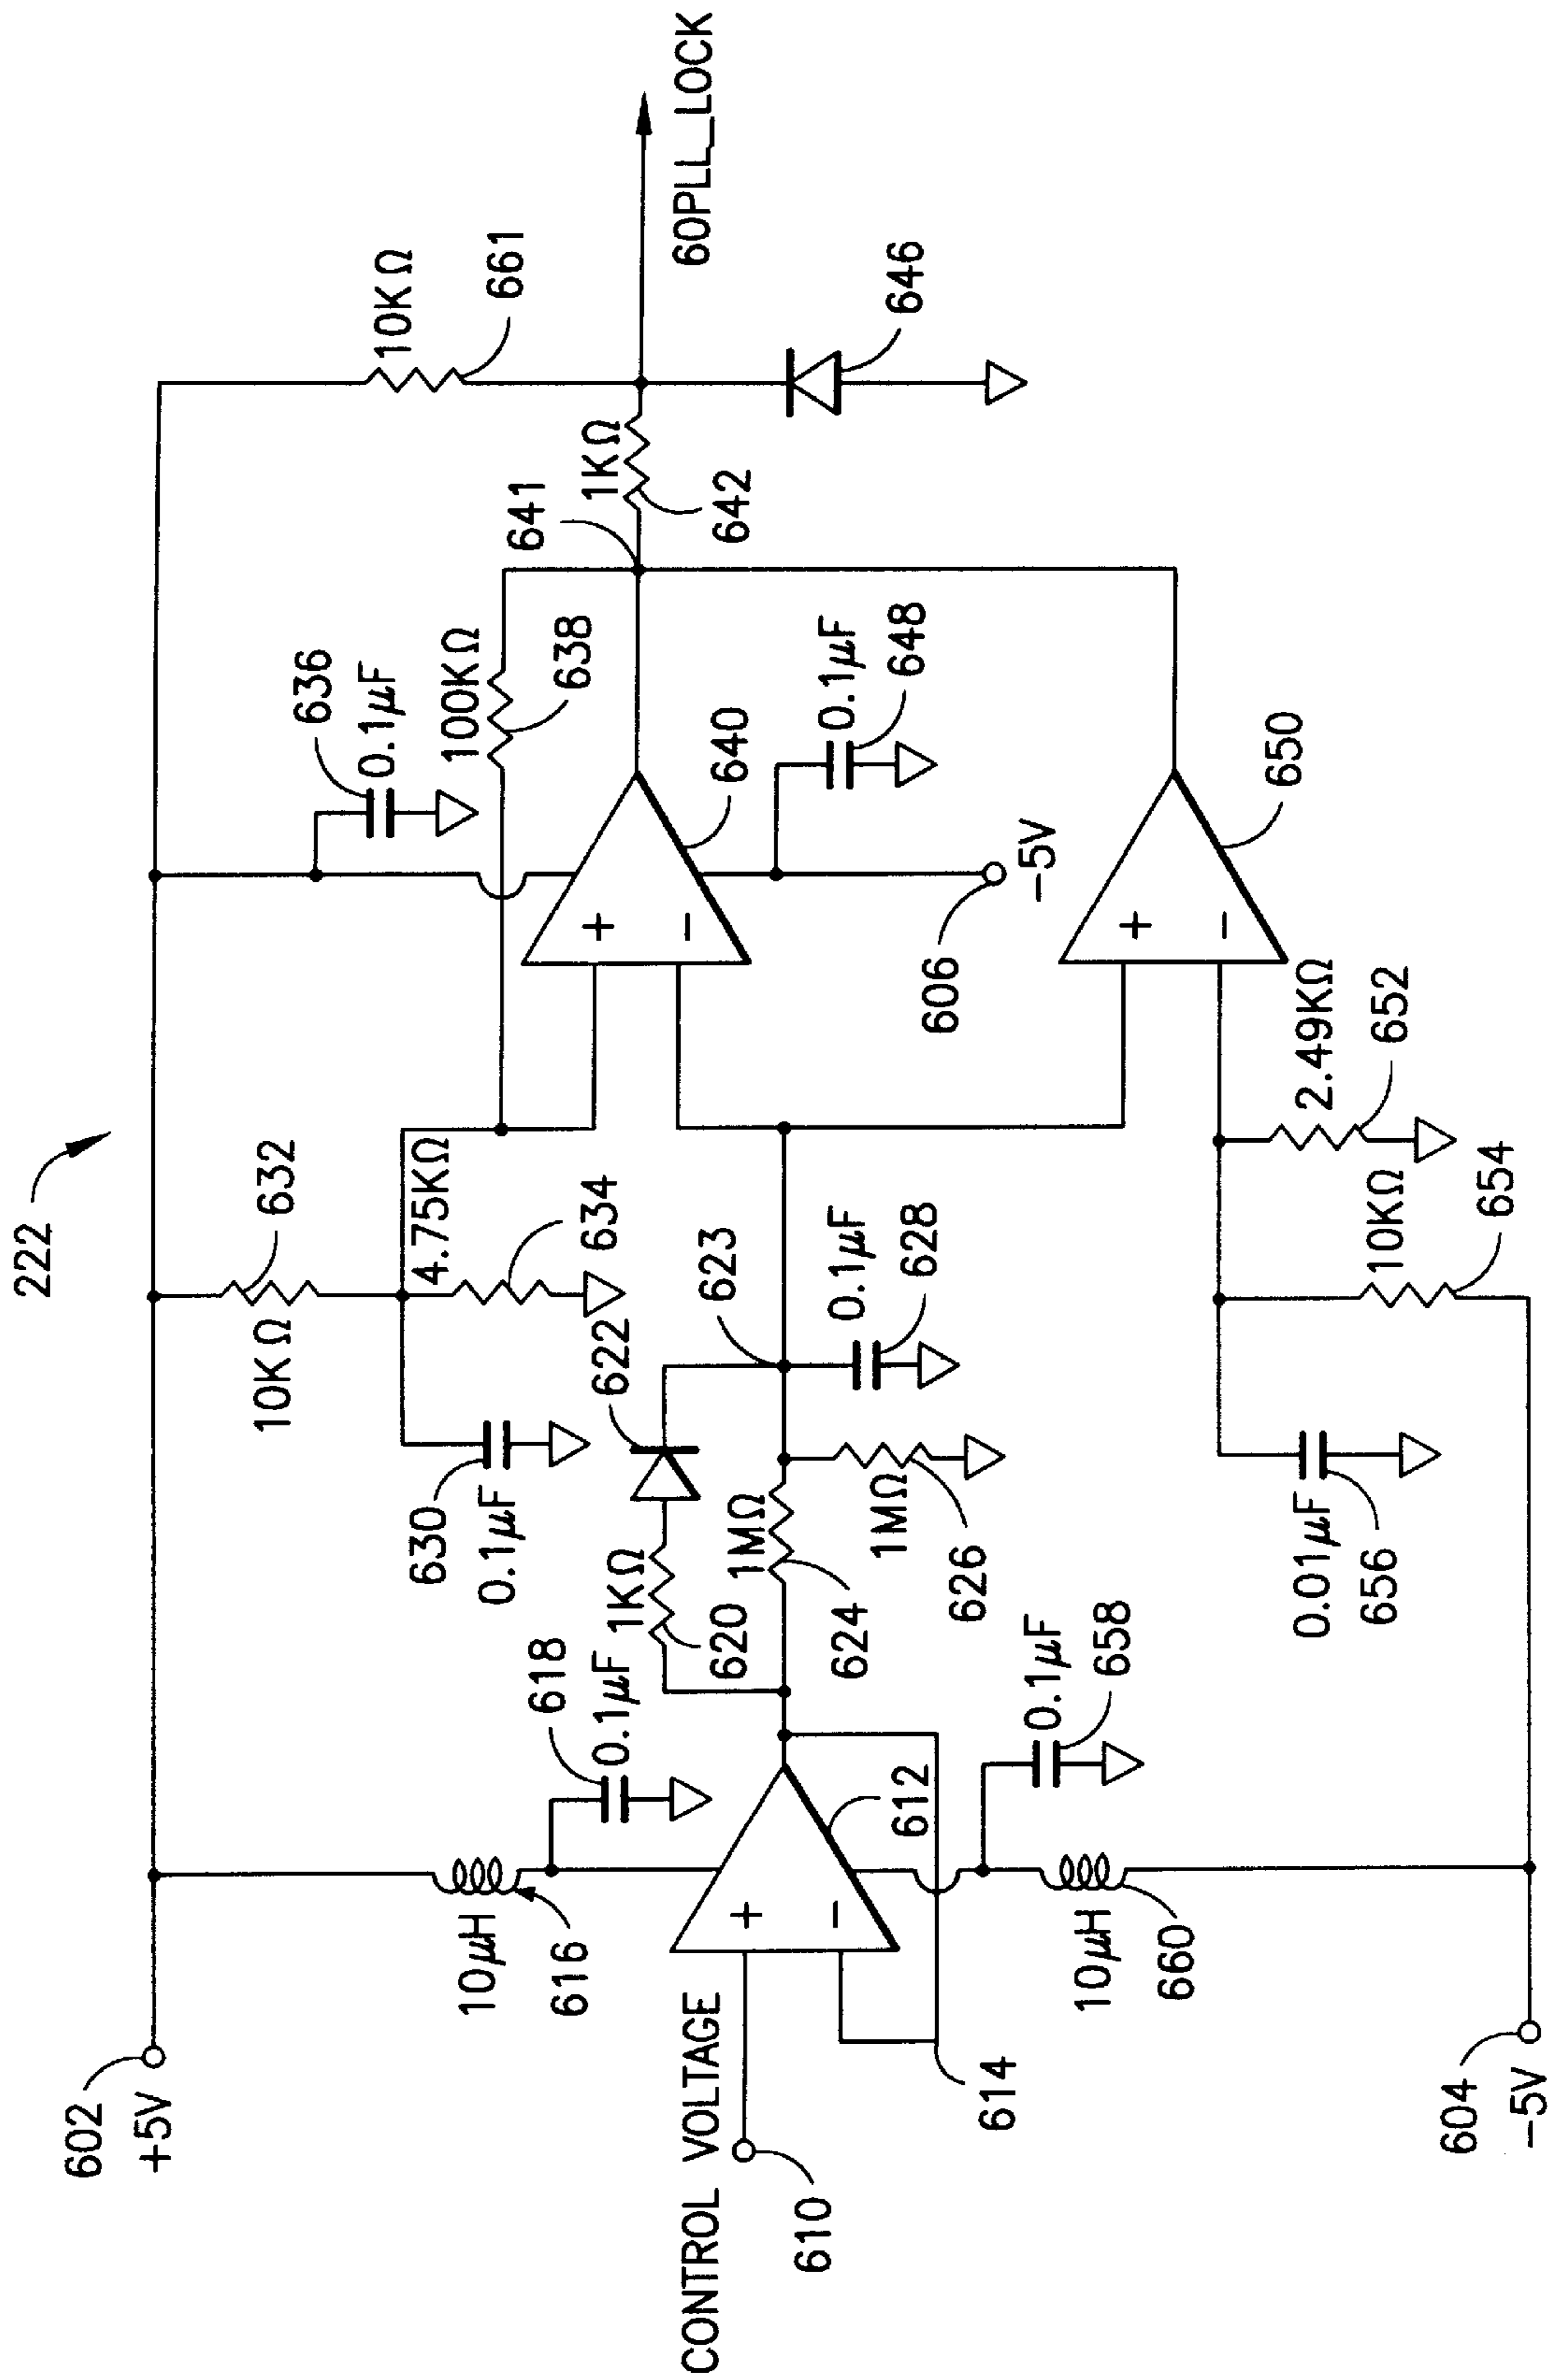 222
602
+5V
10μH
616
618
0.1μF
CONTROL VOLTAGE
610
612
614
620
1KΩ
622
1MΩ
624
1MΩ
626
623
0.1μF
628
630
0.1μF
10KΩ
632
4.75KΩ
634
636
0.1μF
100KΩ
638
+
−
640
641
1KΩ
642
10KΩ
661
60PLL_LOCK
646
0.1μF
648
606
−5V
+
−
650
2.49KΩ
652
10KΩ
654
0.01μF
656
0.1μF
658
10μH
660
+
−
604
−5V